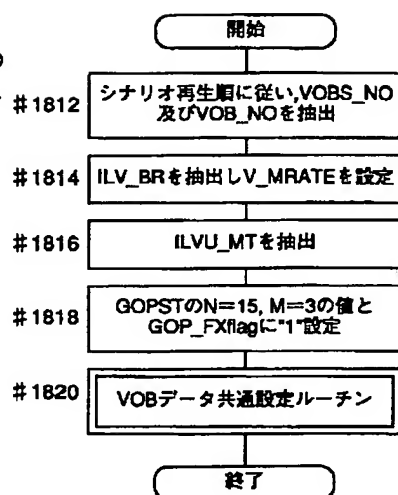 開始
#1812
シナリオ再生順に従い,VOBS_NO
及びVOB_NOを抽出
#1814
ILV_BRを抽出しV_MRATEを設定
#1816
ILVU_MTを抽出
#1818
GOPSTのN=15, M=3の値と
GOP_FXflagに"1"設定
#1820
VOBデータ共通設定ルーチン
終了